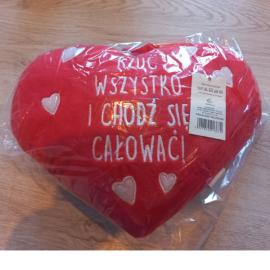 RZUĆ
WSZYSTKO
I CHODŹ SIĘ
CAŁOWAĆ!